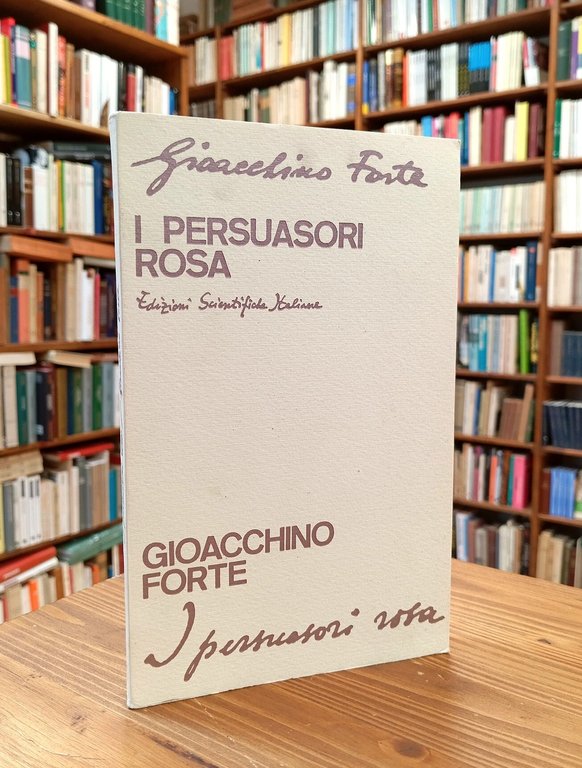 Gioacchino Forte
I PERSUASORI
ROSA
Edizioni Scientifiche Italiane
GIOACCHINO
FORTE
I persuasori rosa